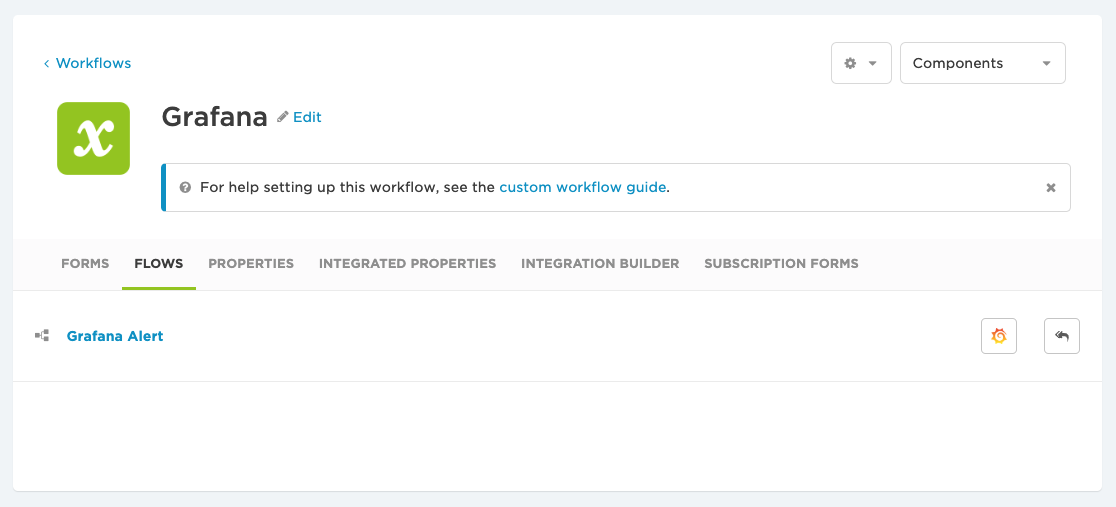 Workflows
Components
Grafana Edit
For help setting up this workflow, see the custom workflow guide.
FORMS FLOWS PROPERTIES INTEGRATED PROPERTIES INTEGRATION BUILDER SUBSCRIPTION FORMS
Grafana Alert